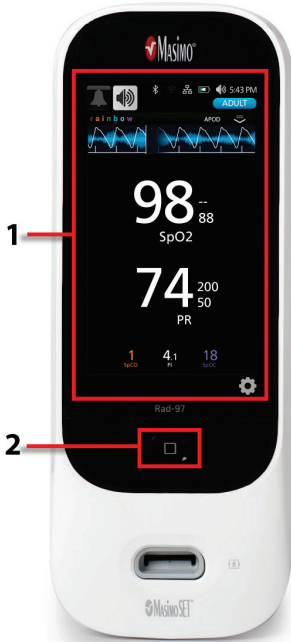 MASIMO®
5:43 PM
ADULT
rainbow APOD
98 --
88
SpO2
1
74 200
50
PR
1 4.1 18
SpCO PI SpOC
Rad-97
2
MASIMO SET®